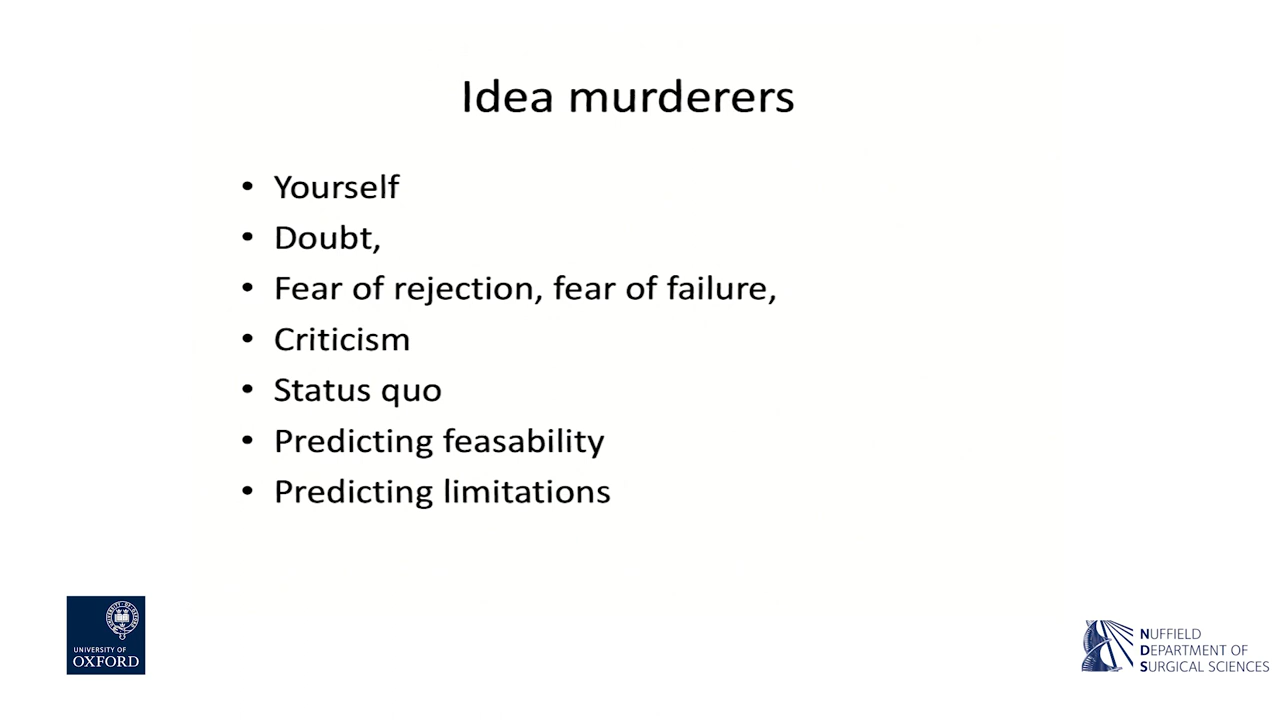 Idea murderers
• Yourself
• Doubt,
• Fear of rejection, fear of failure,
• Criticism
• Status quo
• Predicting feasability
• Predicting limitations
UNIVERSITY OF
OXFORD
NUFFIELD
DEPARTMENT OF
SURGICAL SCIENCES